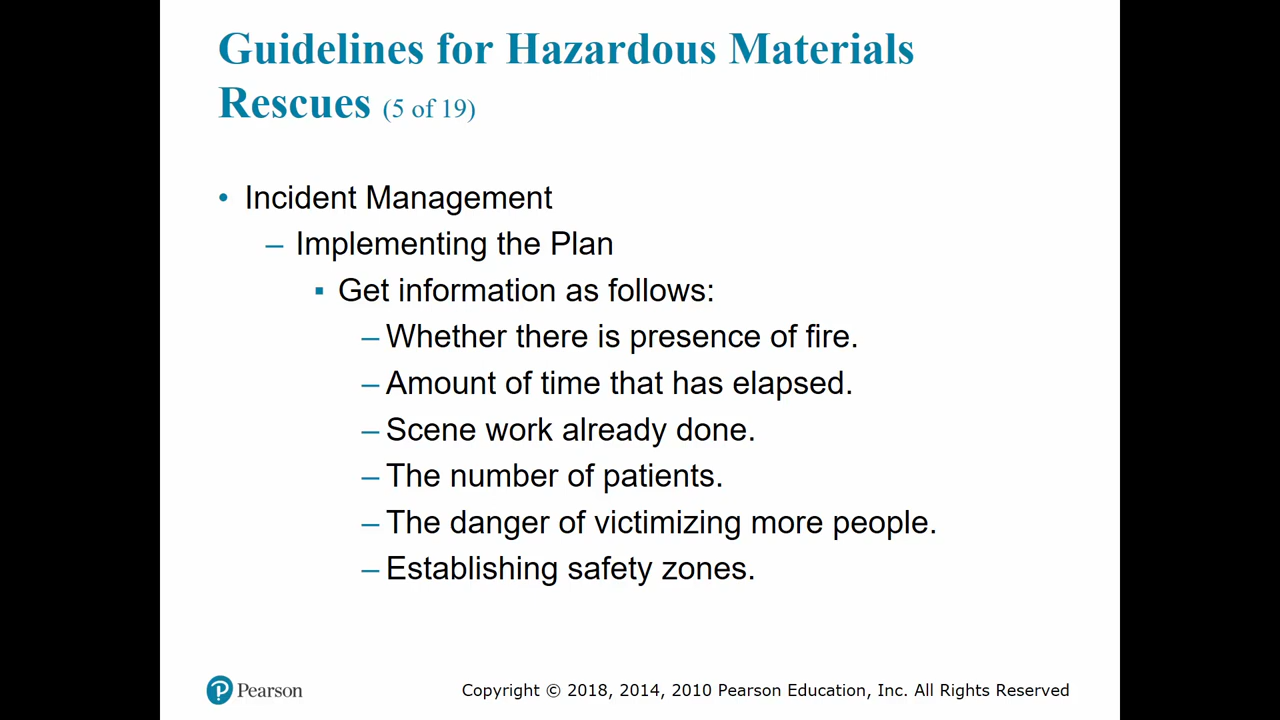 Guidelines for Hazardous Materials
Rescues (5 of 19)
• Incident Management
– Implementing the Plan
▪ Get information as follows:
– Whether there is presence of fire.
– Amount of time that has elapsed.
– Scene work already done.
– The number of patients.
– The danger of victimizing more people.
– Establishing safety zones.
P Pearson
Copyright © 2018, 2014, 2010 Pearson Education, Inc. All Rights Reserved